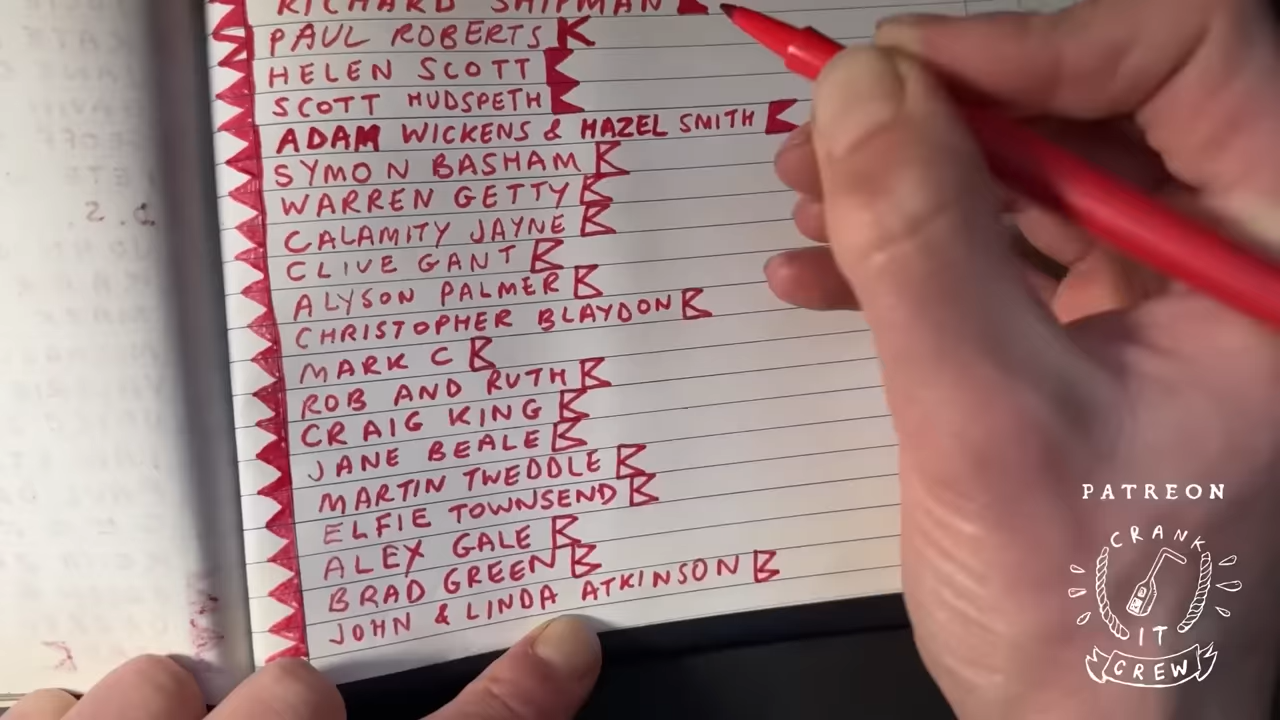 RICHARD SHIPMAN
PAUL ROBERTS
HELEN SCOTT
SCOTT HUDSPETH
ADAM WICKENS & HAZEL SMITH
SYMON BASHAM
WARREN GETTY
CALAMITY JAYNE
CLIVE GANT
ALYSON PALMER
CHRISTOPHER BLAYDON
MARK C
ROB AND RUTH
CRAIG KING
JANE BEALE
MARTIN TWEDDLE
ELFIE TOWNSEND
ALEX GALE
BRAD GREEN
JOHN & LINDA ATKINSON
PATREON
CRANK
IT
CREW